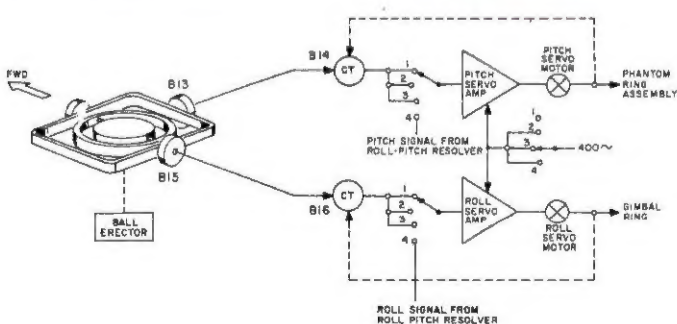 FWD
B13
B15
BALL
ERECTOR
B14
CT
1
2
3
4
PITCH
SERVO
AMP
PITCH
SERVO
MOTOR
PHANTOM
RING
ASSEMBLY
PITCH SIGNAL FROM
ROLL-PITCH RESOLVER
1
2
3
4
400~
B16
CT
1
2
3
4
ROLL
SERVO
AMP
ROLL
SERVO
MOTOR
GIMBAL
RING
ROLL SIGNAL FROM
ROLL PITCH RESOLVER